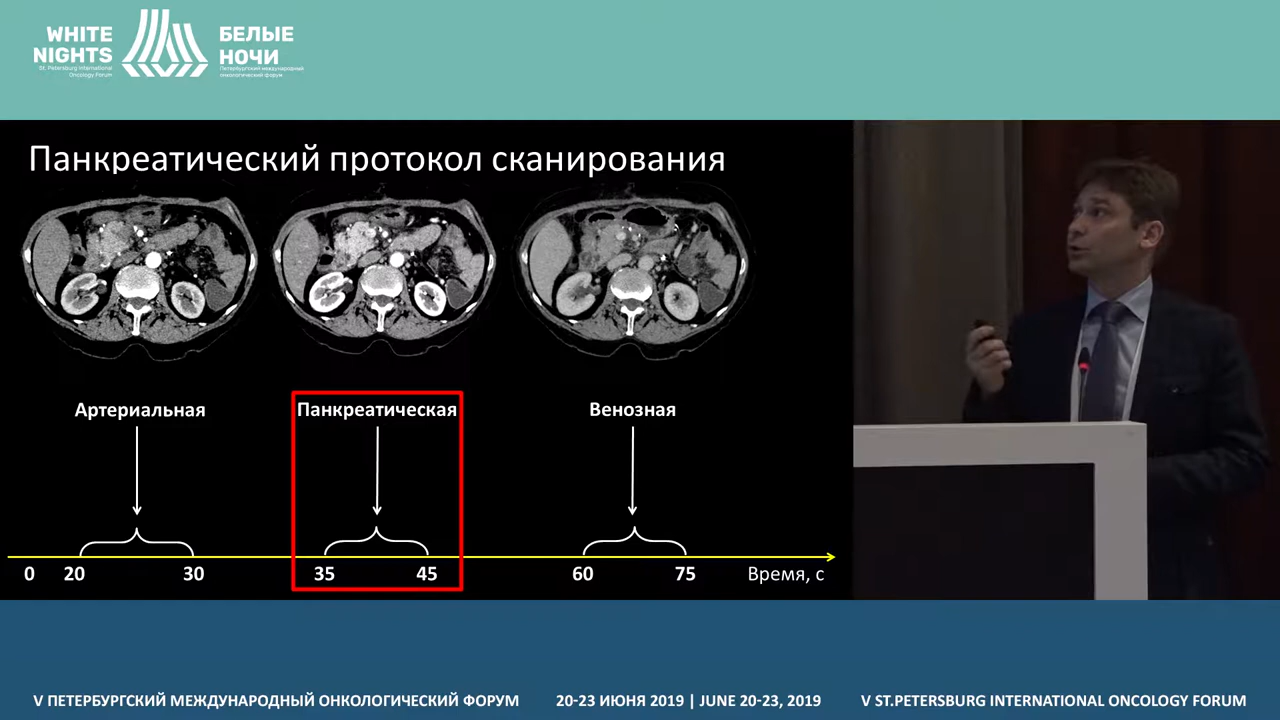 WHITE
NIGHTS
St. Petersburg International
Oncology Forum
БЕЛЫЕ
НОЧИ
Петербургский международный
онкологический форум
Панкреатический протокол сканирования
Артериальная
Панкреатическая
Венозная
0 20 30 35 45 60 75 Время, с
V ПЕТЕРБУРГСКИЙ МЕЖДУНАРОДНЫЙ ОНКОЛОГИЧЕСКИЙ ФОРУМ
20-23 ИЮНЯ 2019 | JUNE 20-23, 2019
V ST.PETERSBURG INTERNATIONAL ONCOLOGY FORUM